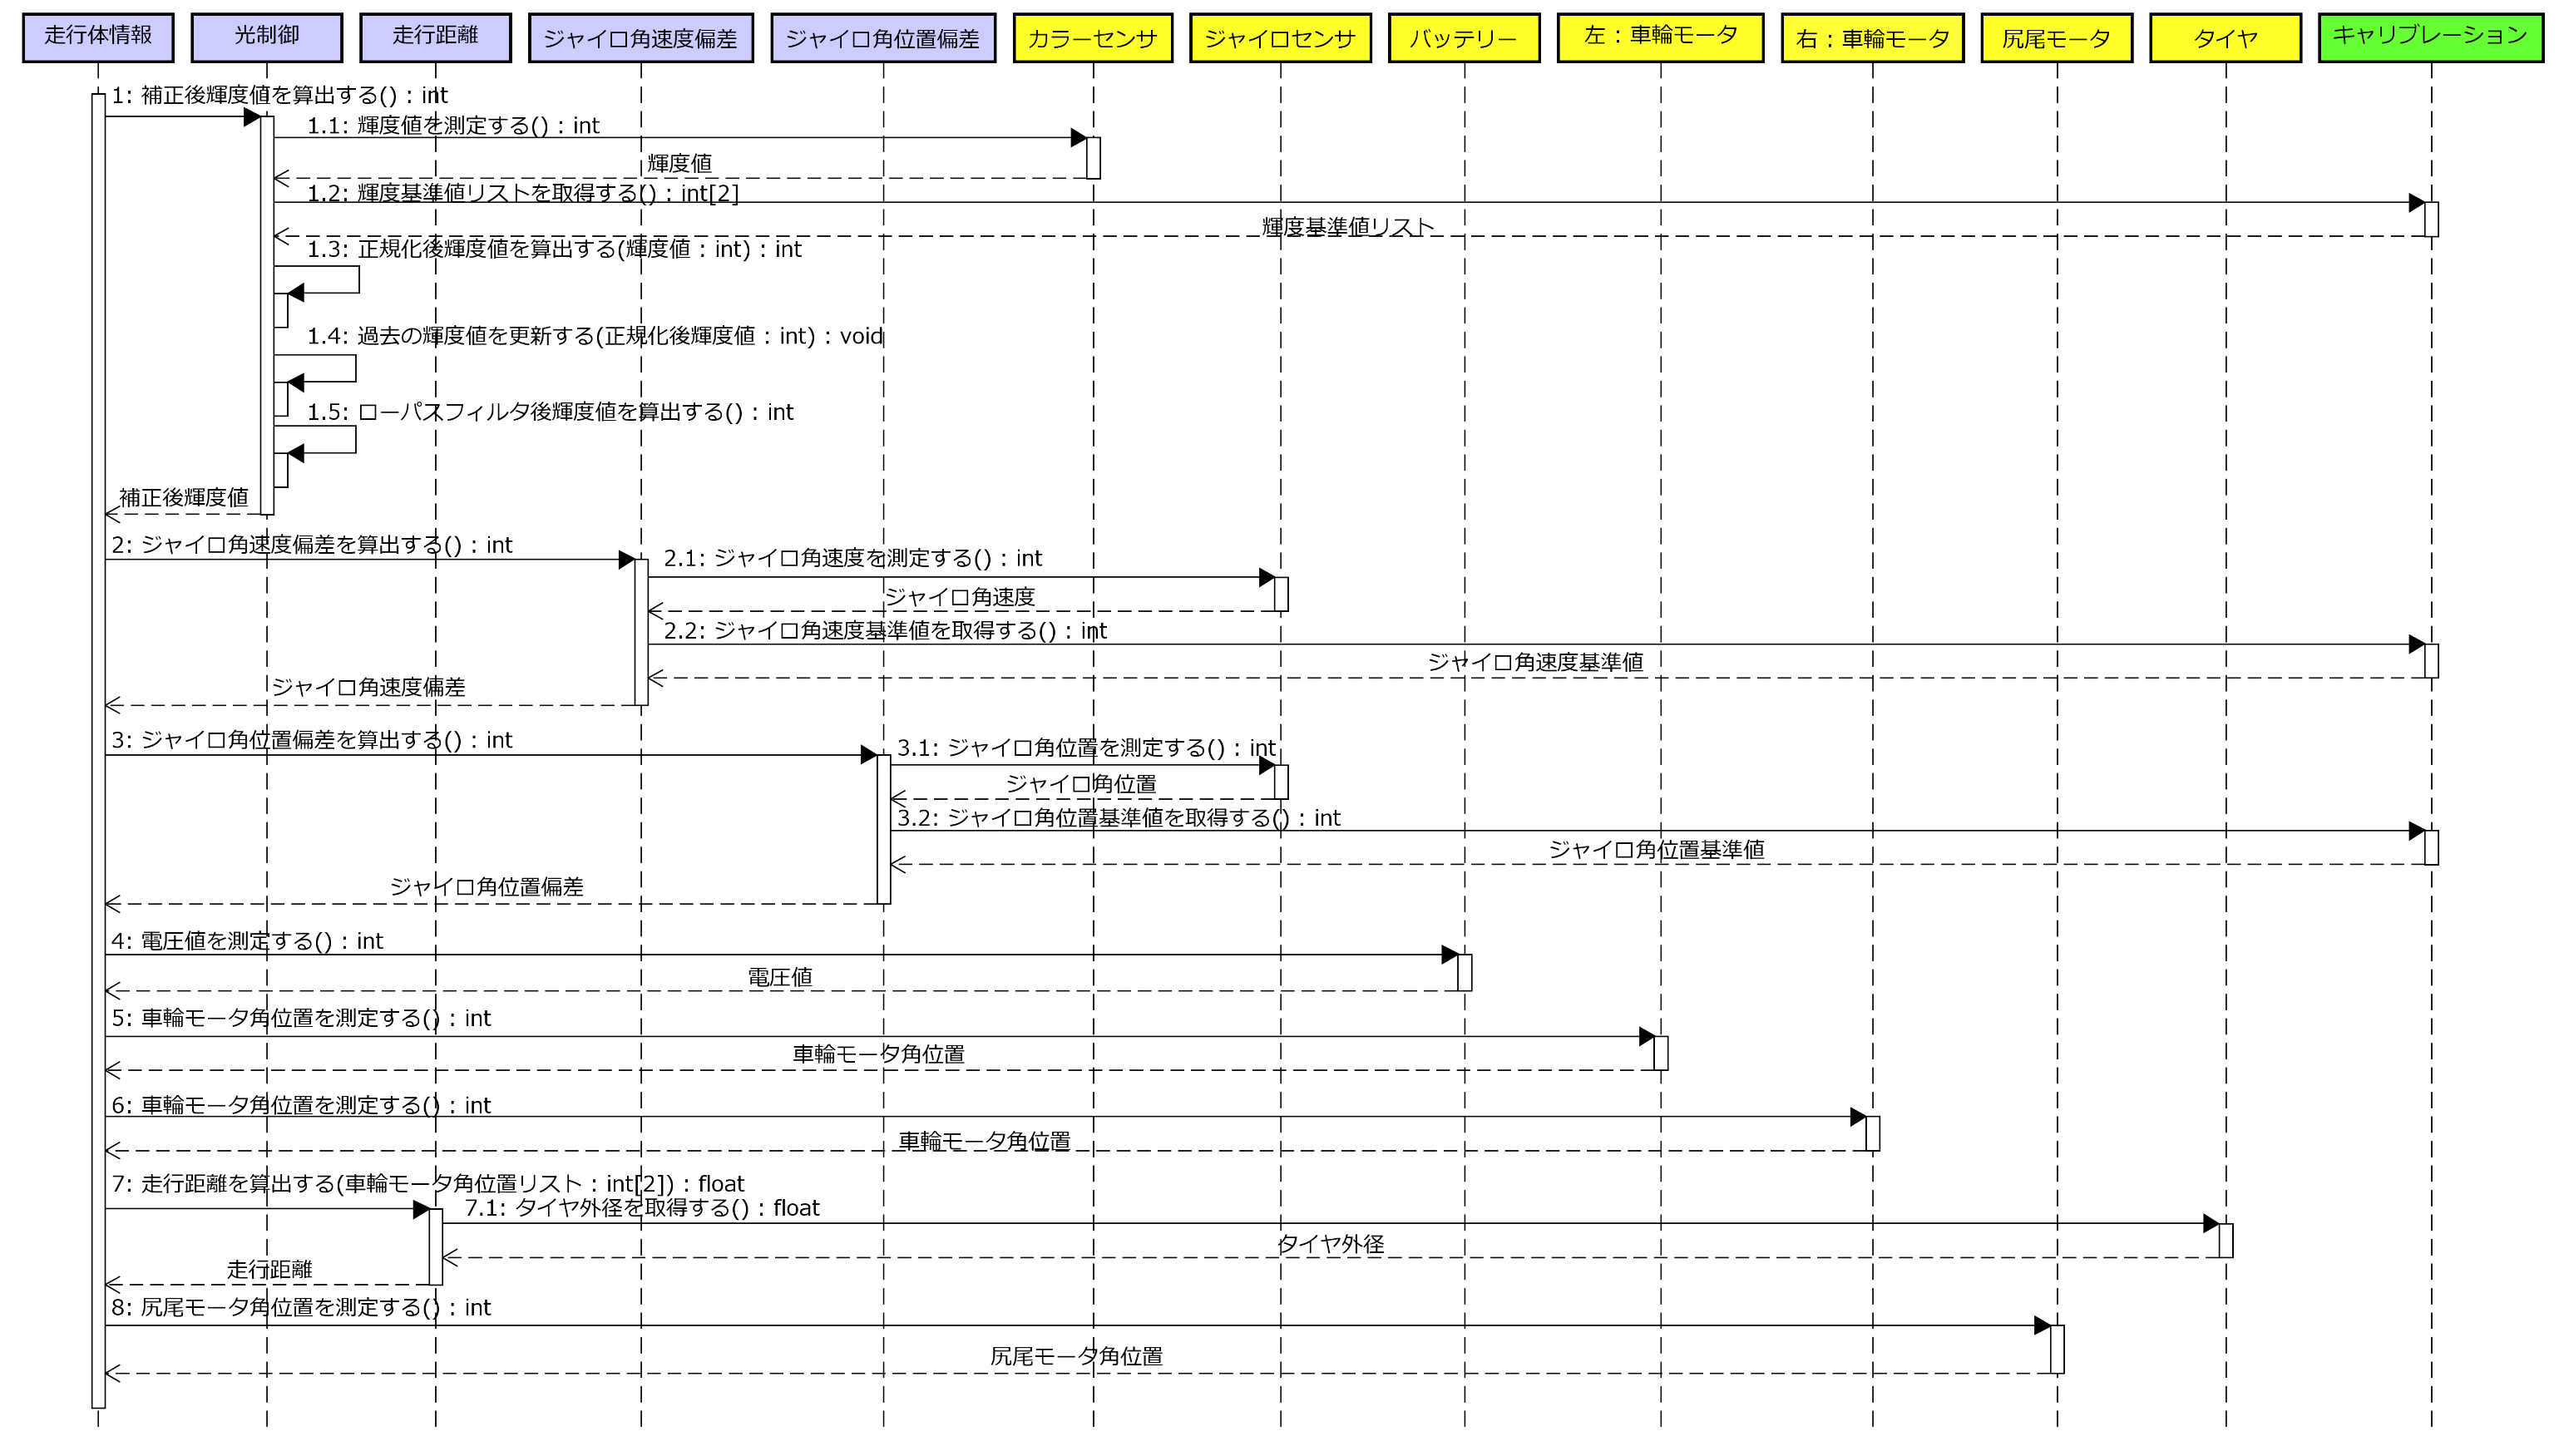 走行体情報
光制御
走行距離
ジャイロ角速度偏差
ジャイロ角位置偏差
カラーセンサ
ジャイロセンサ
バッテリー
左：車輪モータ
右：車輪モータ
尻尾モータ
タイヤ
キャリブレーション
1: 補正後輝度値を算出する() : int
1.1: 輝度値を測定する() : int
輝度値
1.2: 輝度基準値リストを取得する() : int[2]
輝度基準値リスト
1.3: 正規化後輝度値を算出する(輝度値 : int) : int
1.4: 過去の輝度値を更新する(正規化後輝度値 : int) : void
1.5: ローパスフィルタ後輝度値を算出する() : int
補正後輝度値
2: ジャイロ角速度偏差を算出する() : int
2.1: ジャイロ角速度を測定する() : int
ジャイロ角速度
2.2: ジャイロ角速度基準値を取得する() : int
ジャイロ角速度基準値
ジャイロ角速度偏差
3: ジャイロ角位置偏差を算出する() : int
3.1: ジャイロ角位置を測定する() : int
ジャイロ角位置
3.2: ジャイロ角位置基準値を取得する() : int
ジャイロ角位置基準値
ジャイロ角位置偏差
4: 電圧値を測定する() : int
電圧値
5: 車輪モータ角位置を測定する() : int
車輪モータ角位置
6: 車輪モータ角位置を測定する() : int
車輪モータ角位置
7: 走行距離を算出する(車輪モータ角位置リスト : int[2]) : float
7.1: タイヤ外径を取得する() : float
タイヤ外径
走行距離
8: 尻尾モータ角位置を測定する() : int
尻尾モータ角位置